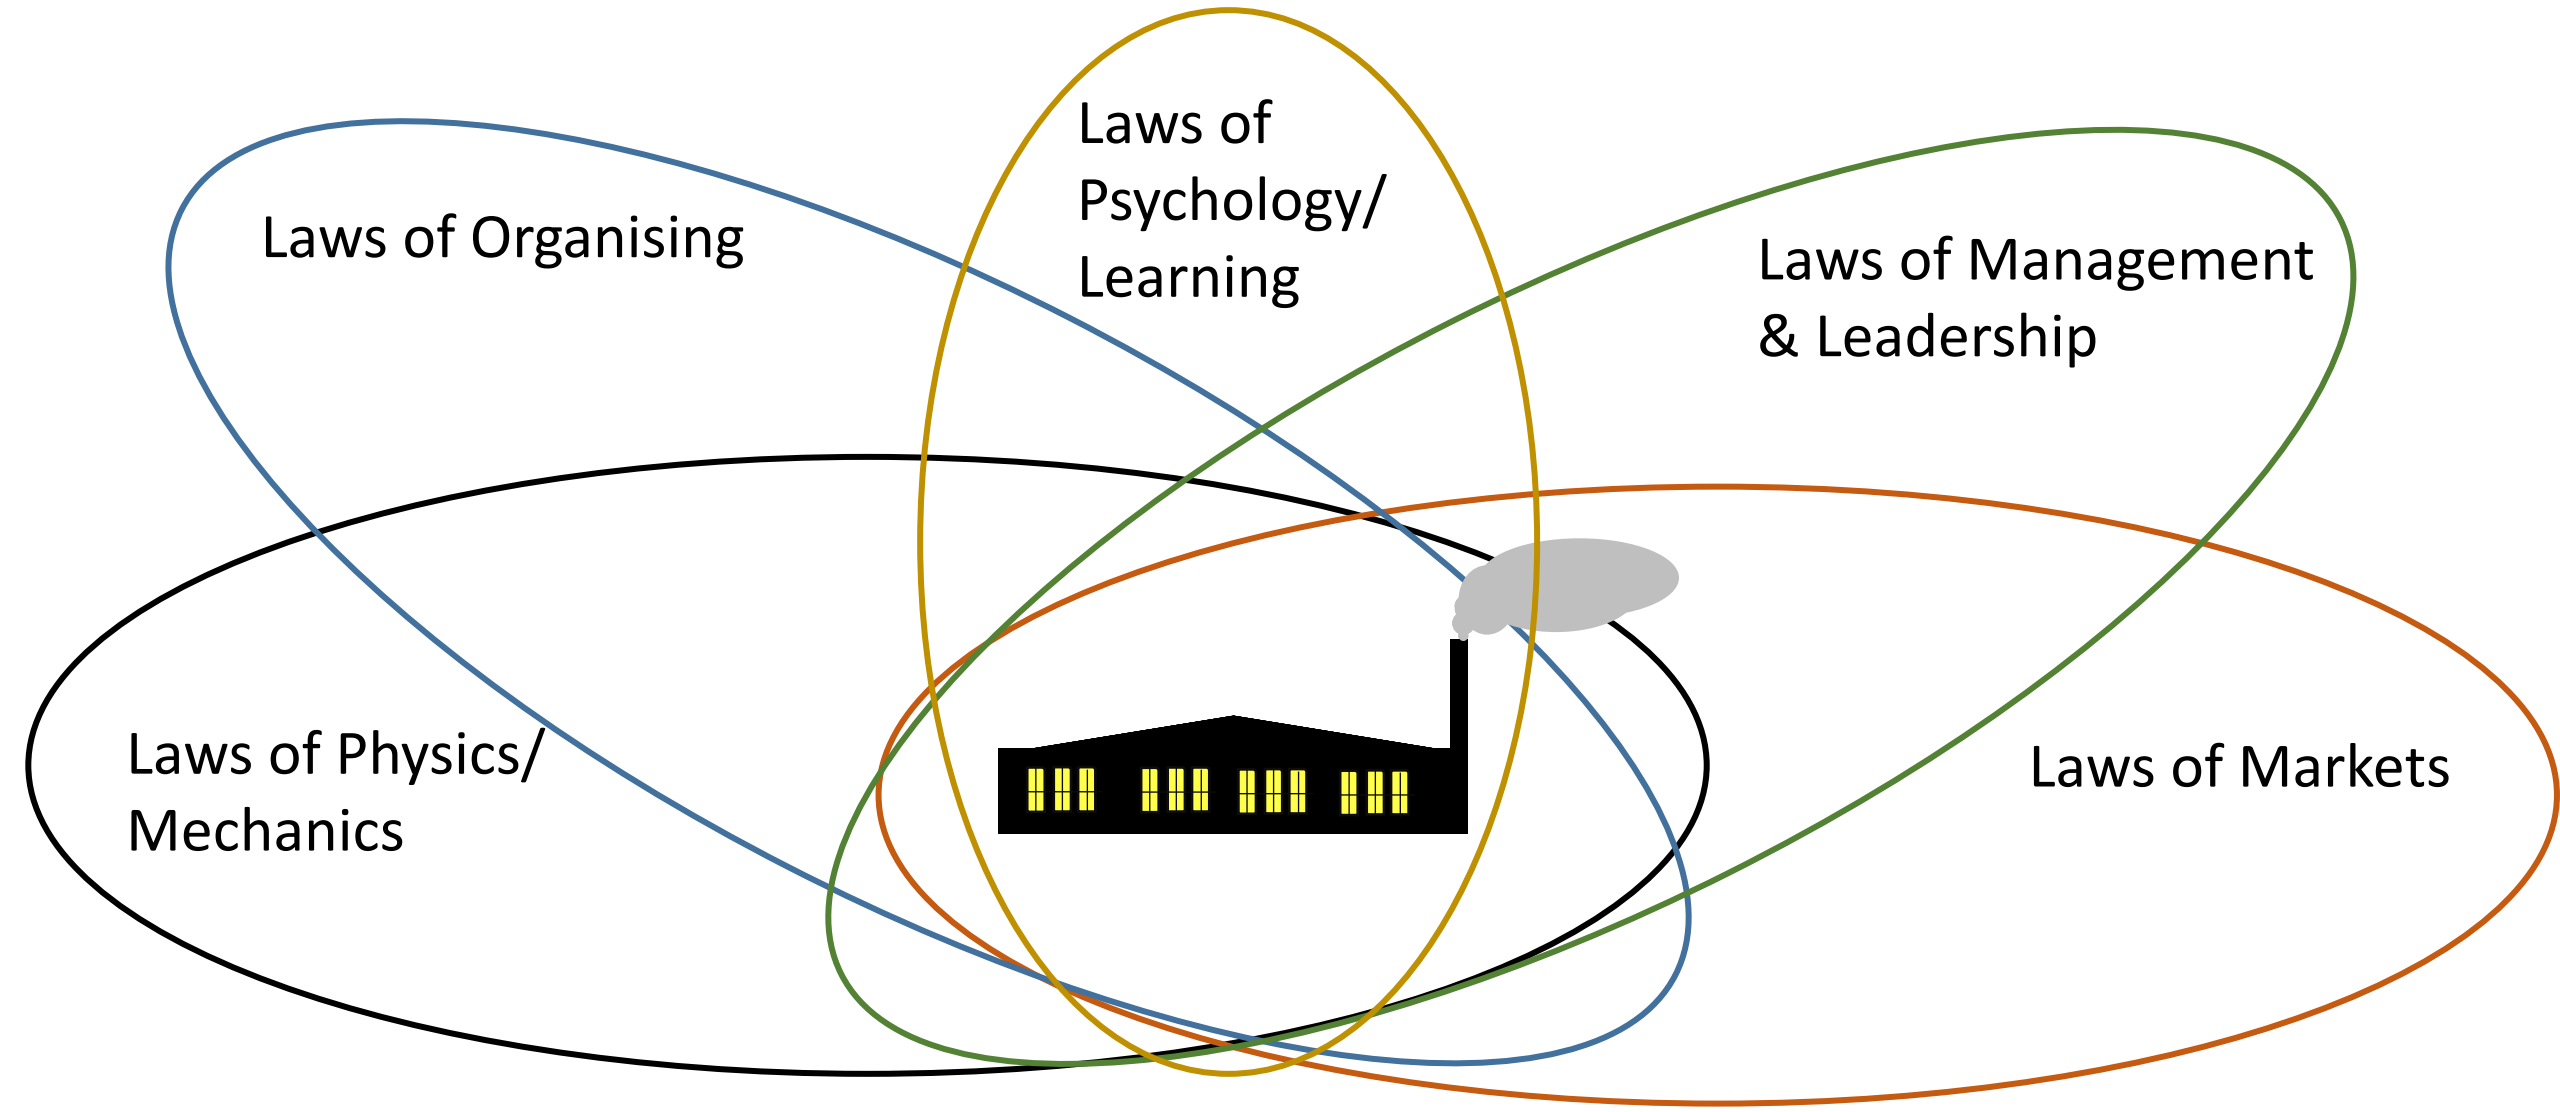 Laws of
Psychology/
Learning
Laws of Organising
Laws of Management
& Leadership
Laws of Physics/
Mechanics
Laws of Markets